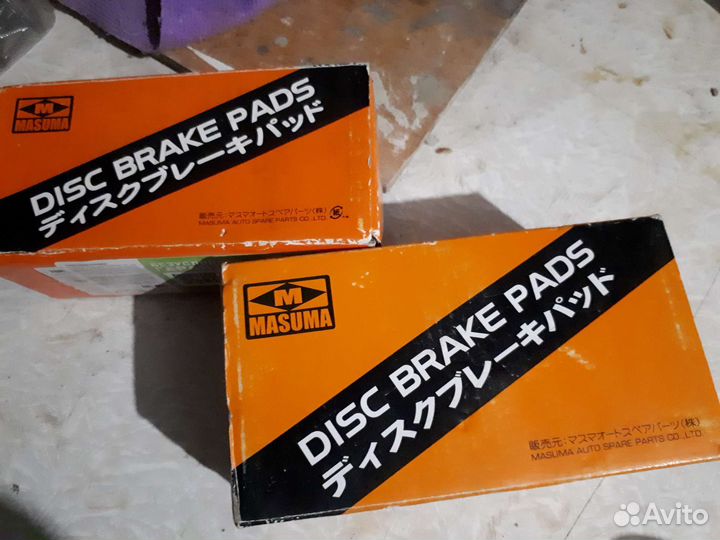 MASUMA
DISC BRAKE PADS
ディスクブレーキパッド
販売元:マスマオートスペアパーツ(株)
MASUMA AUTO SPARE PARTS CO.,LTD.
MASUMA
DISC BRAKE PADS
ディスクブレーキパッド
販売元:マスマオートスペアパーツ(株)
MASUMA AUTO SPARE PARTS CO.,LTD.
Avito